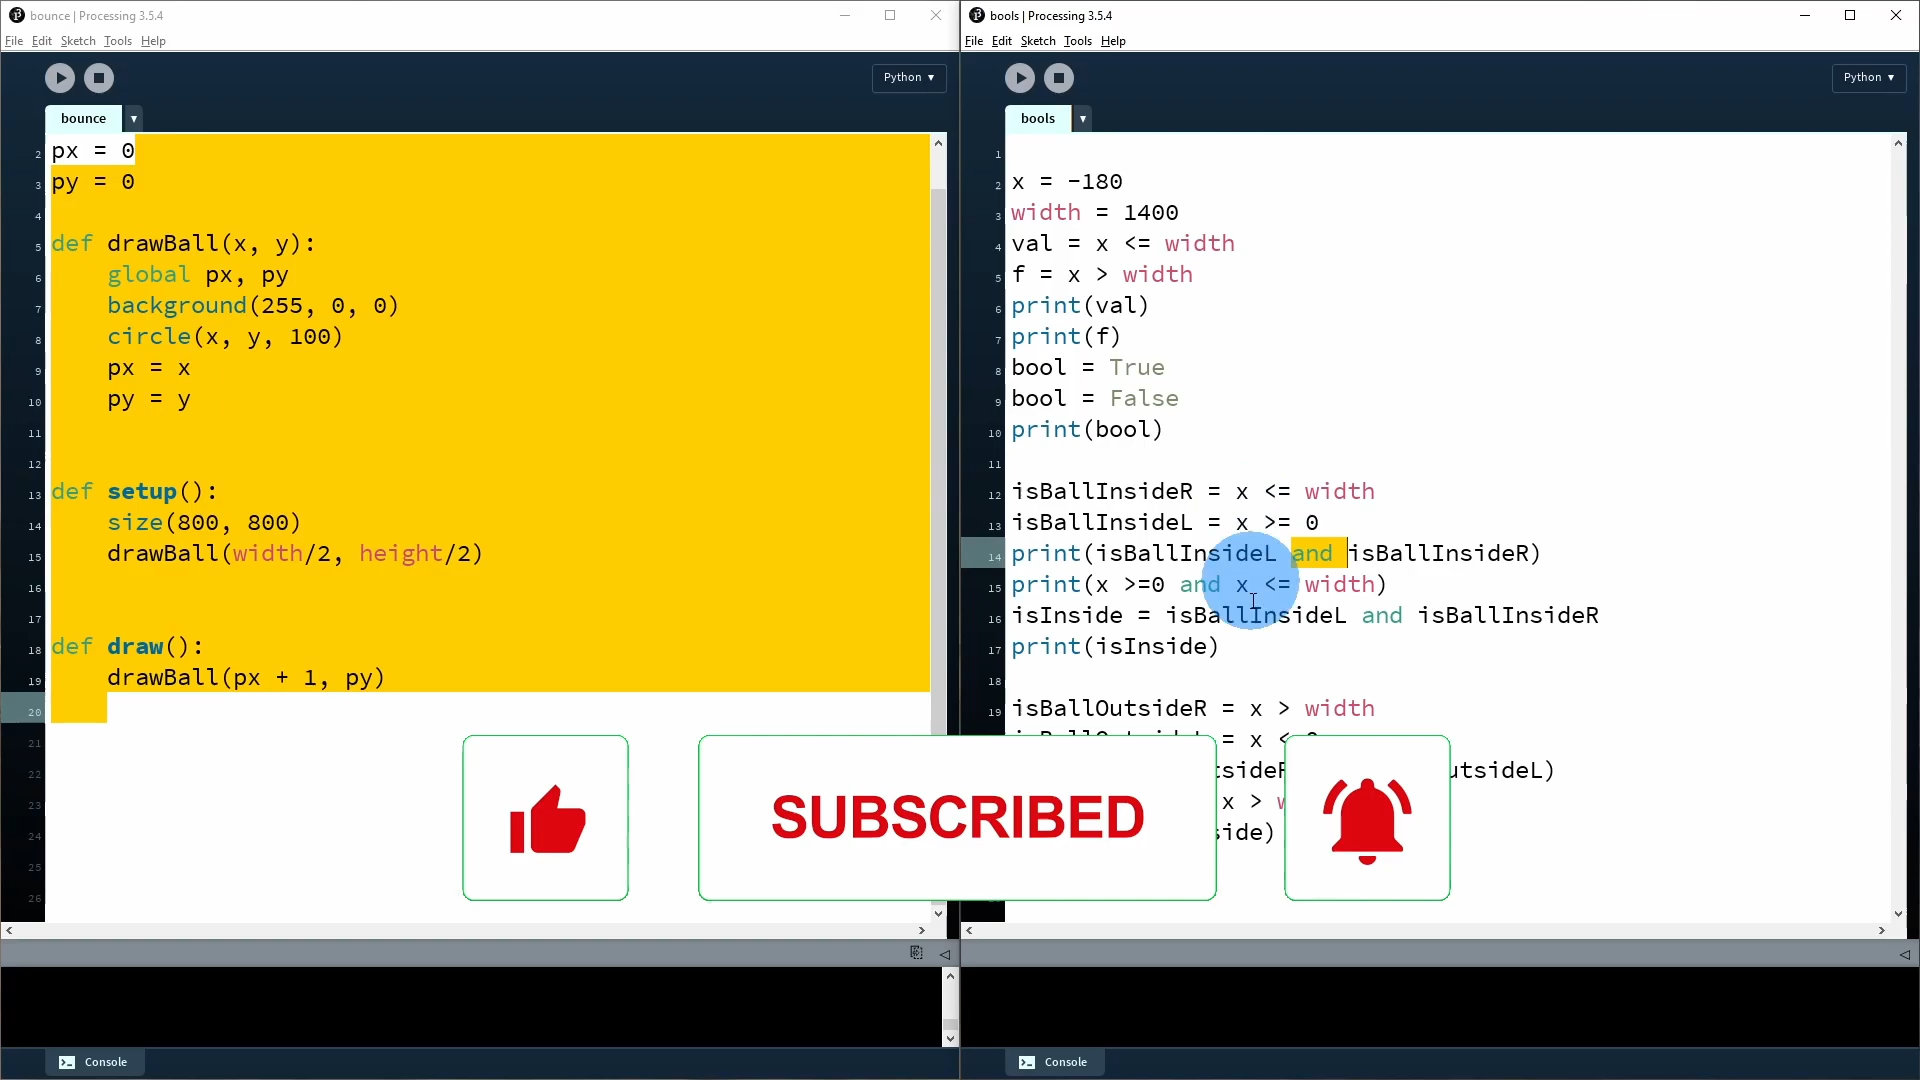 bounce | Processing 3.5.4
File Edit Sketch Tools Help
Python ▾
bounce ▾
2 px = 0
3 py = 0
4
5 def drawBall(x, y):
6 global px, py
7 background(255, 0, 0)
8 circle(x, y, 100)
9 px = x
10 py = y
11
12
13 def setup():
14 size(800, 800)
15 drawBall(width/2, height/2)
16
17
18 def draw():
19 drawBall(px + 1, py)
20
21
22
23
24
25
26
Console
bools | Processing 3.5.4
File Edit Sketch Tools Help
Python ▾
bools ▾
1
2 x = -180
3 width = 1400
4 val = x <= width
5 f = x > width
6 print(val)
7 print(f)
8 bool = True
9 bool = False
10 print(bool)
11
12 isBallInsideR = x <= width
13 isBallInsideL = x >= 0
14 print(isBallInsideL and isBallInsideR)
15 print(x >=0 and x <= width)
16 isInside = isBallInsideL and isBallInsideR
17 print(isInside)
18
19 isBallOutsideR = x > width
x <
utsideL)
x >
side)
Console
SUBSCRIBED